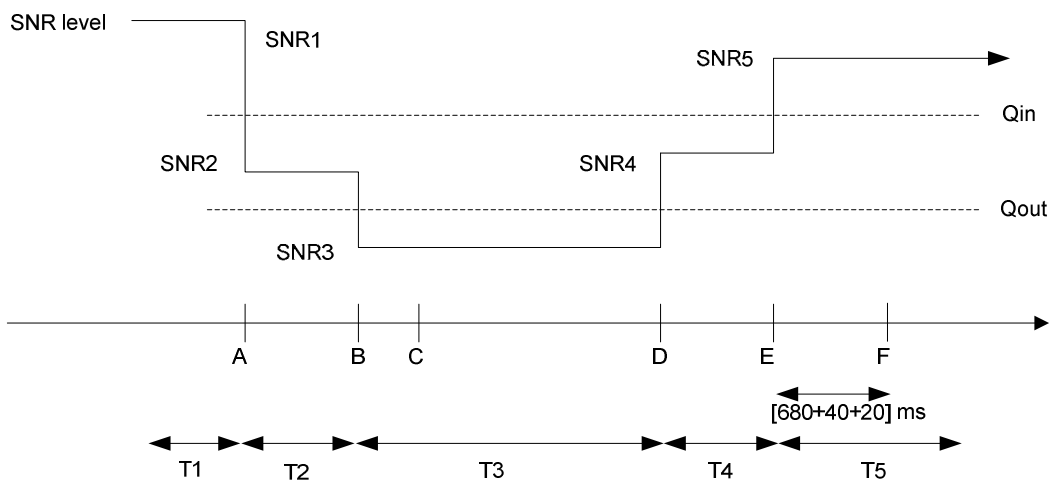 SNR level
SNR1
SNR5
Qin
SNR2
SNR4
Qout
SNR3
A B C D E F
[680+40+20] ms
T1 T2 T3 T4 T5